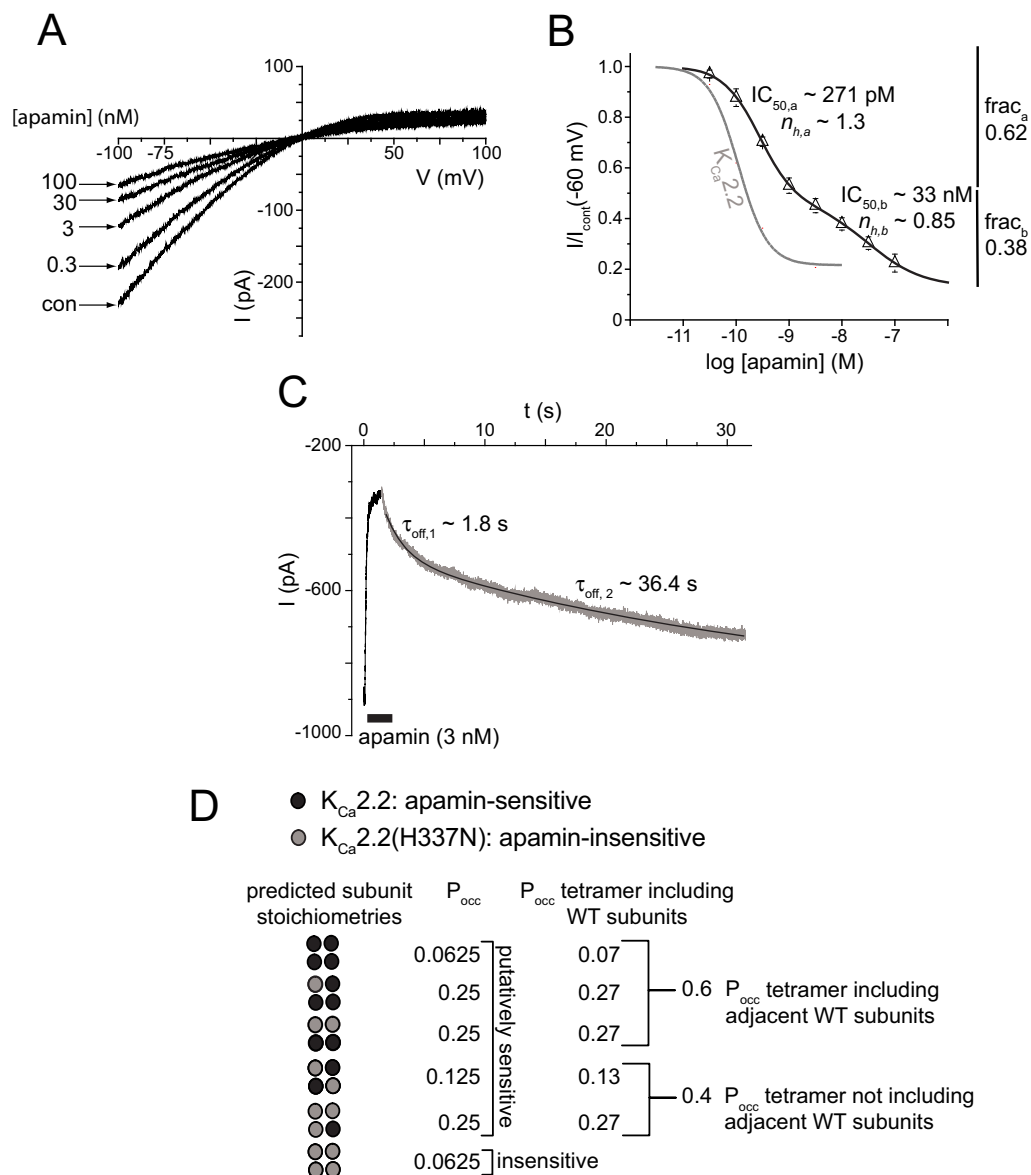 A
[apamin] (nM)
100
-100
-75
50
100
V (mV)
100
30
3
0.3
con
-100
-200
I (pA)
B
1.0
0.8
0.6
0.4
0.2
0
I/I_cont(-60 mV)
IC50,a ~ 271 pM
nh,a ~ 1.3
KCa2.2
IC50,b ~ 33 nM
nh,b ~ 0.85
fraca
0.62
fracb
0.38
-11
-10
-9
-8
-7
log [apamin] (M)
C
t (s)
0
10
20
30
-200
-600
-1000
I (pA)
τoff,1 ~ 1.8 s
τoff, 2 ~ 36.4 s
apamin (3 nM)
D
KCa2.2: apamin-sensitive
KCa2.2(H337N): apamin-insensitive
predicted subunit
stoichiometries
Pocc
Pocc tetramer including
WT subunits
0.0625
0.25
0.25
0.125
0.25
putatively sensitive
0.07
0.27
0.27
0.13
0.27
0.6 Pocc tetramer including
adjacent WT subunits
0.4 Pocc tetramer not including
adjacent WT subunits
0.0625
insensitive